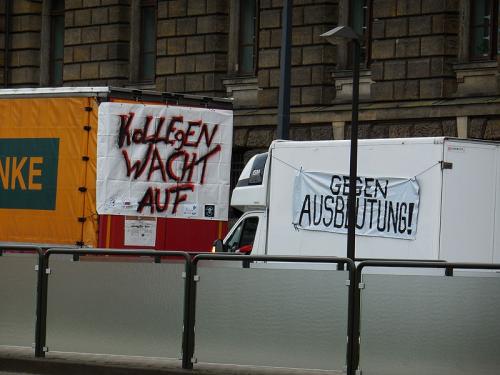 NKE
KOLLEGEN
WACHT
AUF
GEGEN
AUSBEUTUNG!